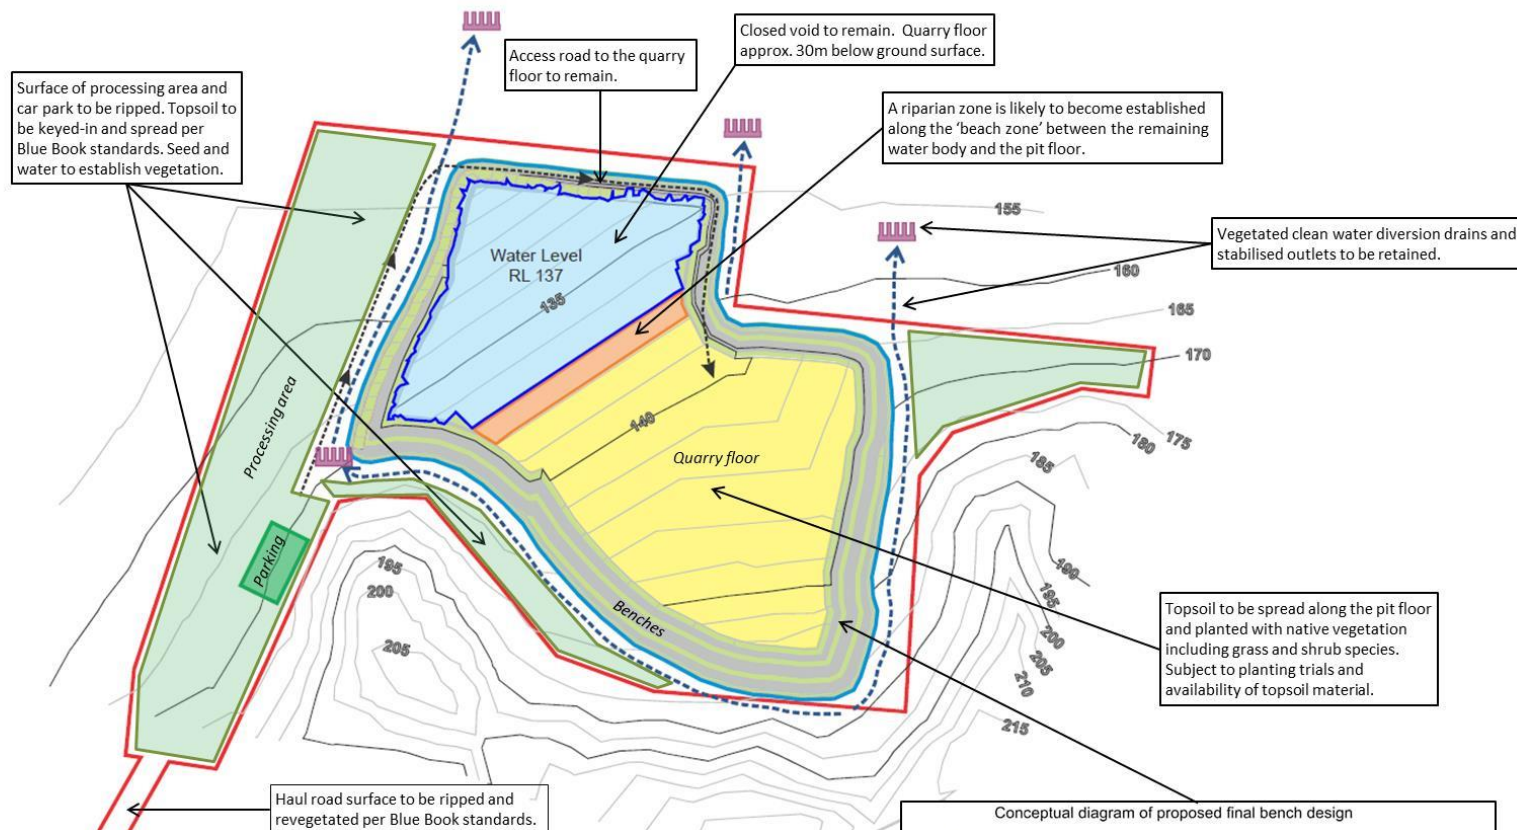 Closed void to remain. Quarry floor
approx. 30m below ground surface.
Access road to the quarry
floor to remain.
Surface of processing area and
car park to be ripped. Topsoil to
be keyed-in and spread per
Blue Book standards. Seed and
water to establish vegetation.
A riparian zone is likely to become established
along the ‘beach zone’ between the remaining
water body and the pit floor.
155
Vegetated clean water diversion drains and
stabilised outlets to be retained.
Water Level
RL 137
135
160
165
170
175
180
185
190
195
200
205
210
215
140
Quarry floor
Processing area
Parking
195
200
205
Benches
Topsoil to be spread along the pit floor
and planted with native vegetation
including grass and shrub species.
Subject to planting trials and
availability of topsoil material.
Haul road surface to be ripped and
revegetated per Blue Book standards.
Conceptual diagram of proposed final bench design